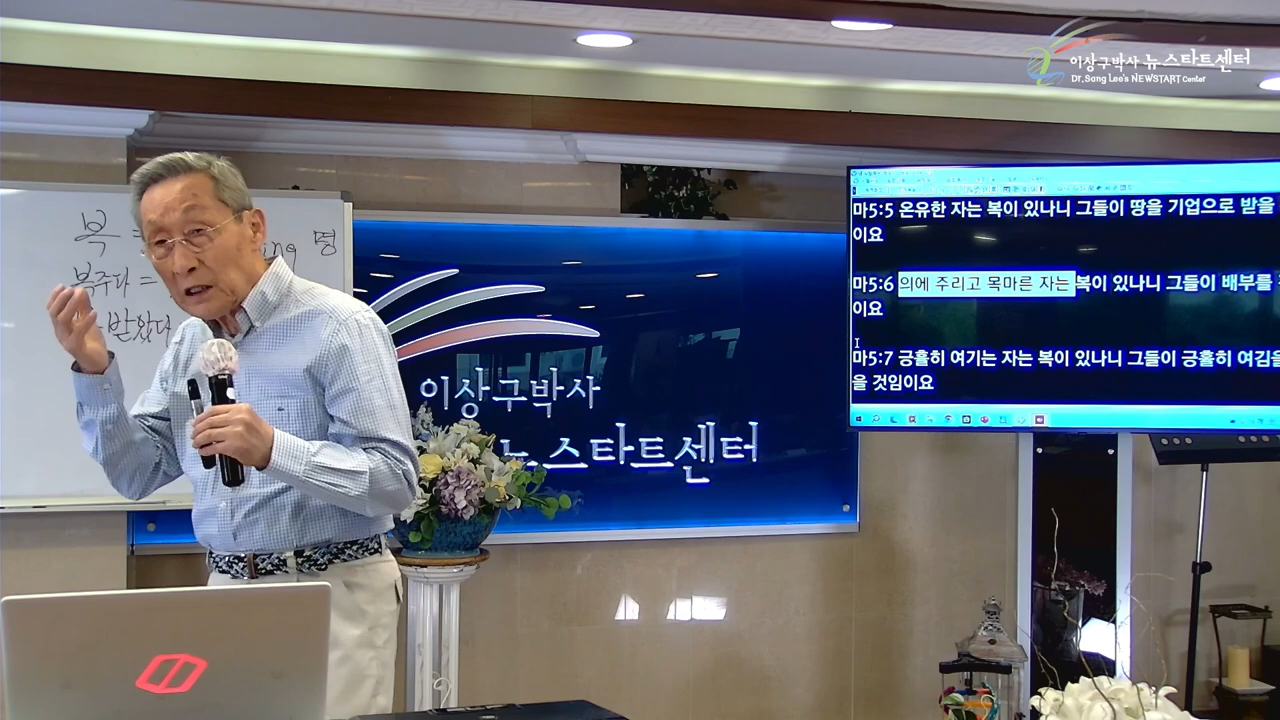 이상구박사 뉴스타트센터
Dr. Sang Lee's NEWSTART Center
복 = ing 명
복주다 =
받았다
이상구박사
뉴스타트센터
마5:5 온유한 자는 복이 있나니 그들이 땅을 기업으로 받을
이요
마5:6 의에 주리고 목마른 자는 복이 있나니 그들이 배부를
이요
마5:7 긍휼히 여기는 자는 복이 있나니 그들이 긍휼히 여김을
을 것임이요